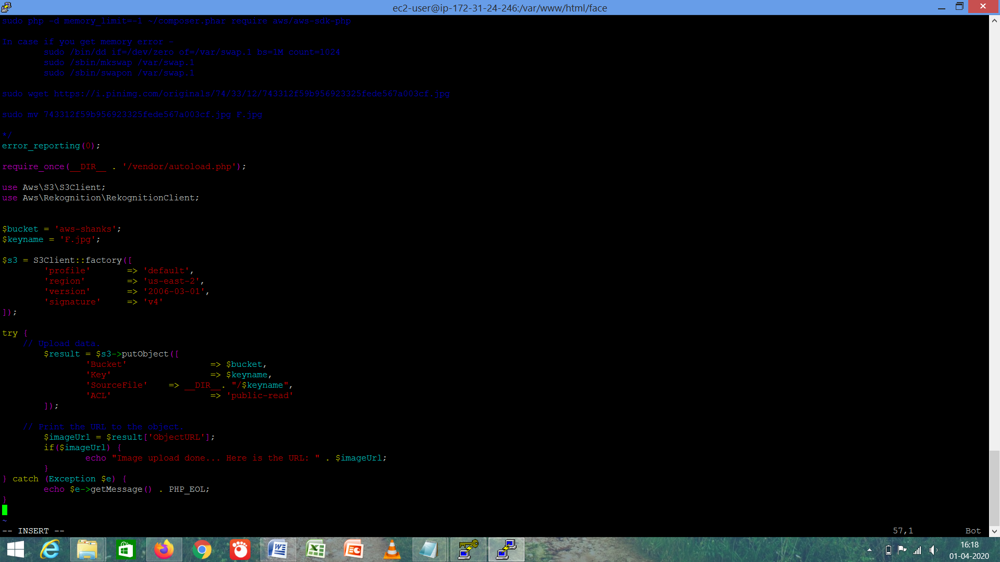 ec2-user@ip-172-31-24-246:/var/www/html/face
sudo php -d memory_limit=-1 ~/composer.phar require aws/aws-sdk-php
In case if you get memory error -
sudo /bin/dd if=/dev/zero of=/var/swap.1 bs=1M count=1024
sudo /sbin/mkswap /var/swap.1
sudo /sbin/swapon /var/swap.1
sudo wget https://i.pinimg.com/originals/74/33/12/743312f59b956923325fede567a003cf.jpg
sudo mv 743312f59b956923325fede567a003cf.jpg F.jpg
*/
error_reporting(0);
require_once(__DIR__ . '/vendor/autoload.php');
use Aws\S3\S3Client;
use Aws\Rekognition\RekognitionClient;
$bucket = 'aws-shanks';
$keyname = 'F.jpg';
$s3 = S3Client::factory([
'profile' => 'default',
'region' => 'us-east-2',
'version' => '2006-03-01',
'signature' => 'v4'
]);
try {
// Upload data.
$result = $s3->putObject([
'Bucket' => $bucket,
'Key' => $keyname,
'SourceFile' => __DIR__. "/$keyname",
'ACL' => 'public-read'
]);
// Print the URL to the object.
$imageUrl = $result['ObjectURL'];
if($imageUrl) {
echo "Image upload done... Here is the URL: " . $imageUrl;
}
} catch (Exception $e) {
echo $e->getMessage() . PHP_EOL;
}
~
-- INSERT -- 57,1 Bot
16:18
01-04-2020